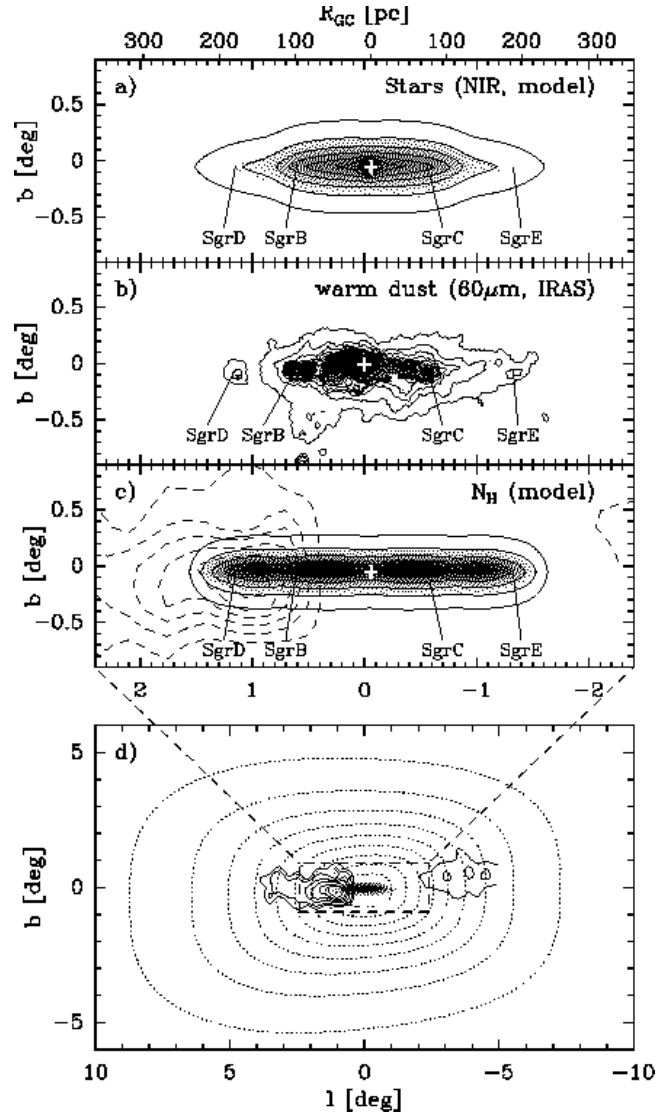 R_GC [pc]
300 200 100 0 100 200 300
a) Stars (NIR, model)
0.5
0
-0.5
b [deg]
SgrD SgrB SgrC SgrE
b) warm dust (60μm, IRAS)
0.5
0
-0.5
b [deg]
SgrD SgrB SgrC SgrE
c) N_H (model)
0.5
0
-0.5
b [deg]
SgrD SgrB SgrC SgrE
2 1 0 -1 -2
d)
5
0
-5
b [deg]
10 5 0 -5 -10
l [deg]